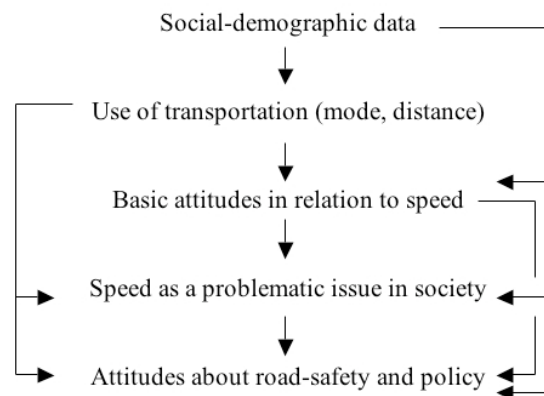 Social-demographic data
Use of transportation (mode, distance)
Basic attitudes in relation to speed
Speed as a problematic issue in society
Attitudes about road-safety and policy